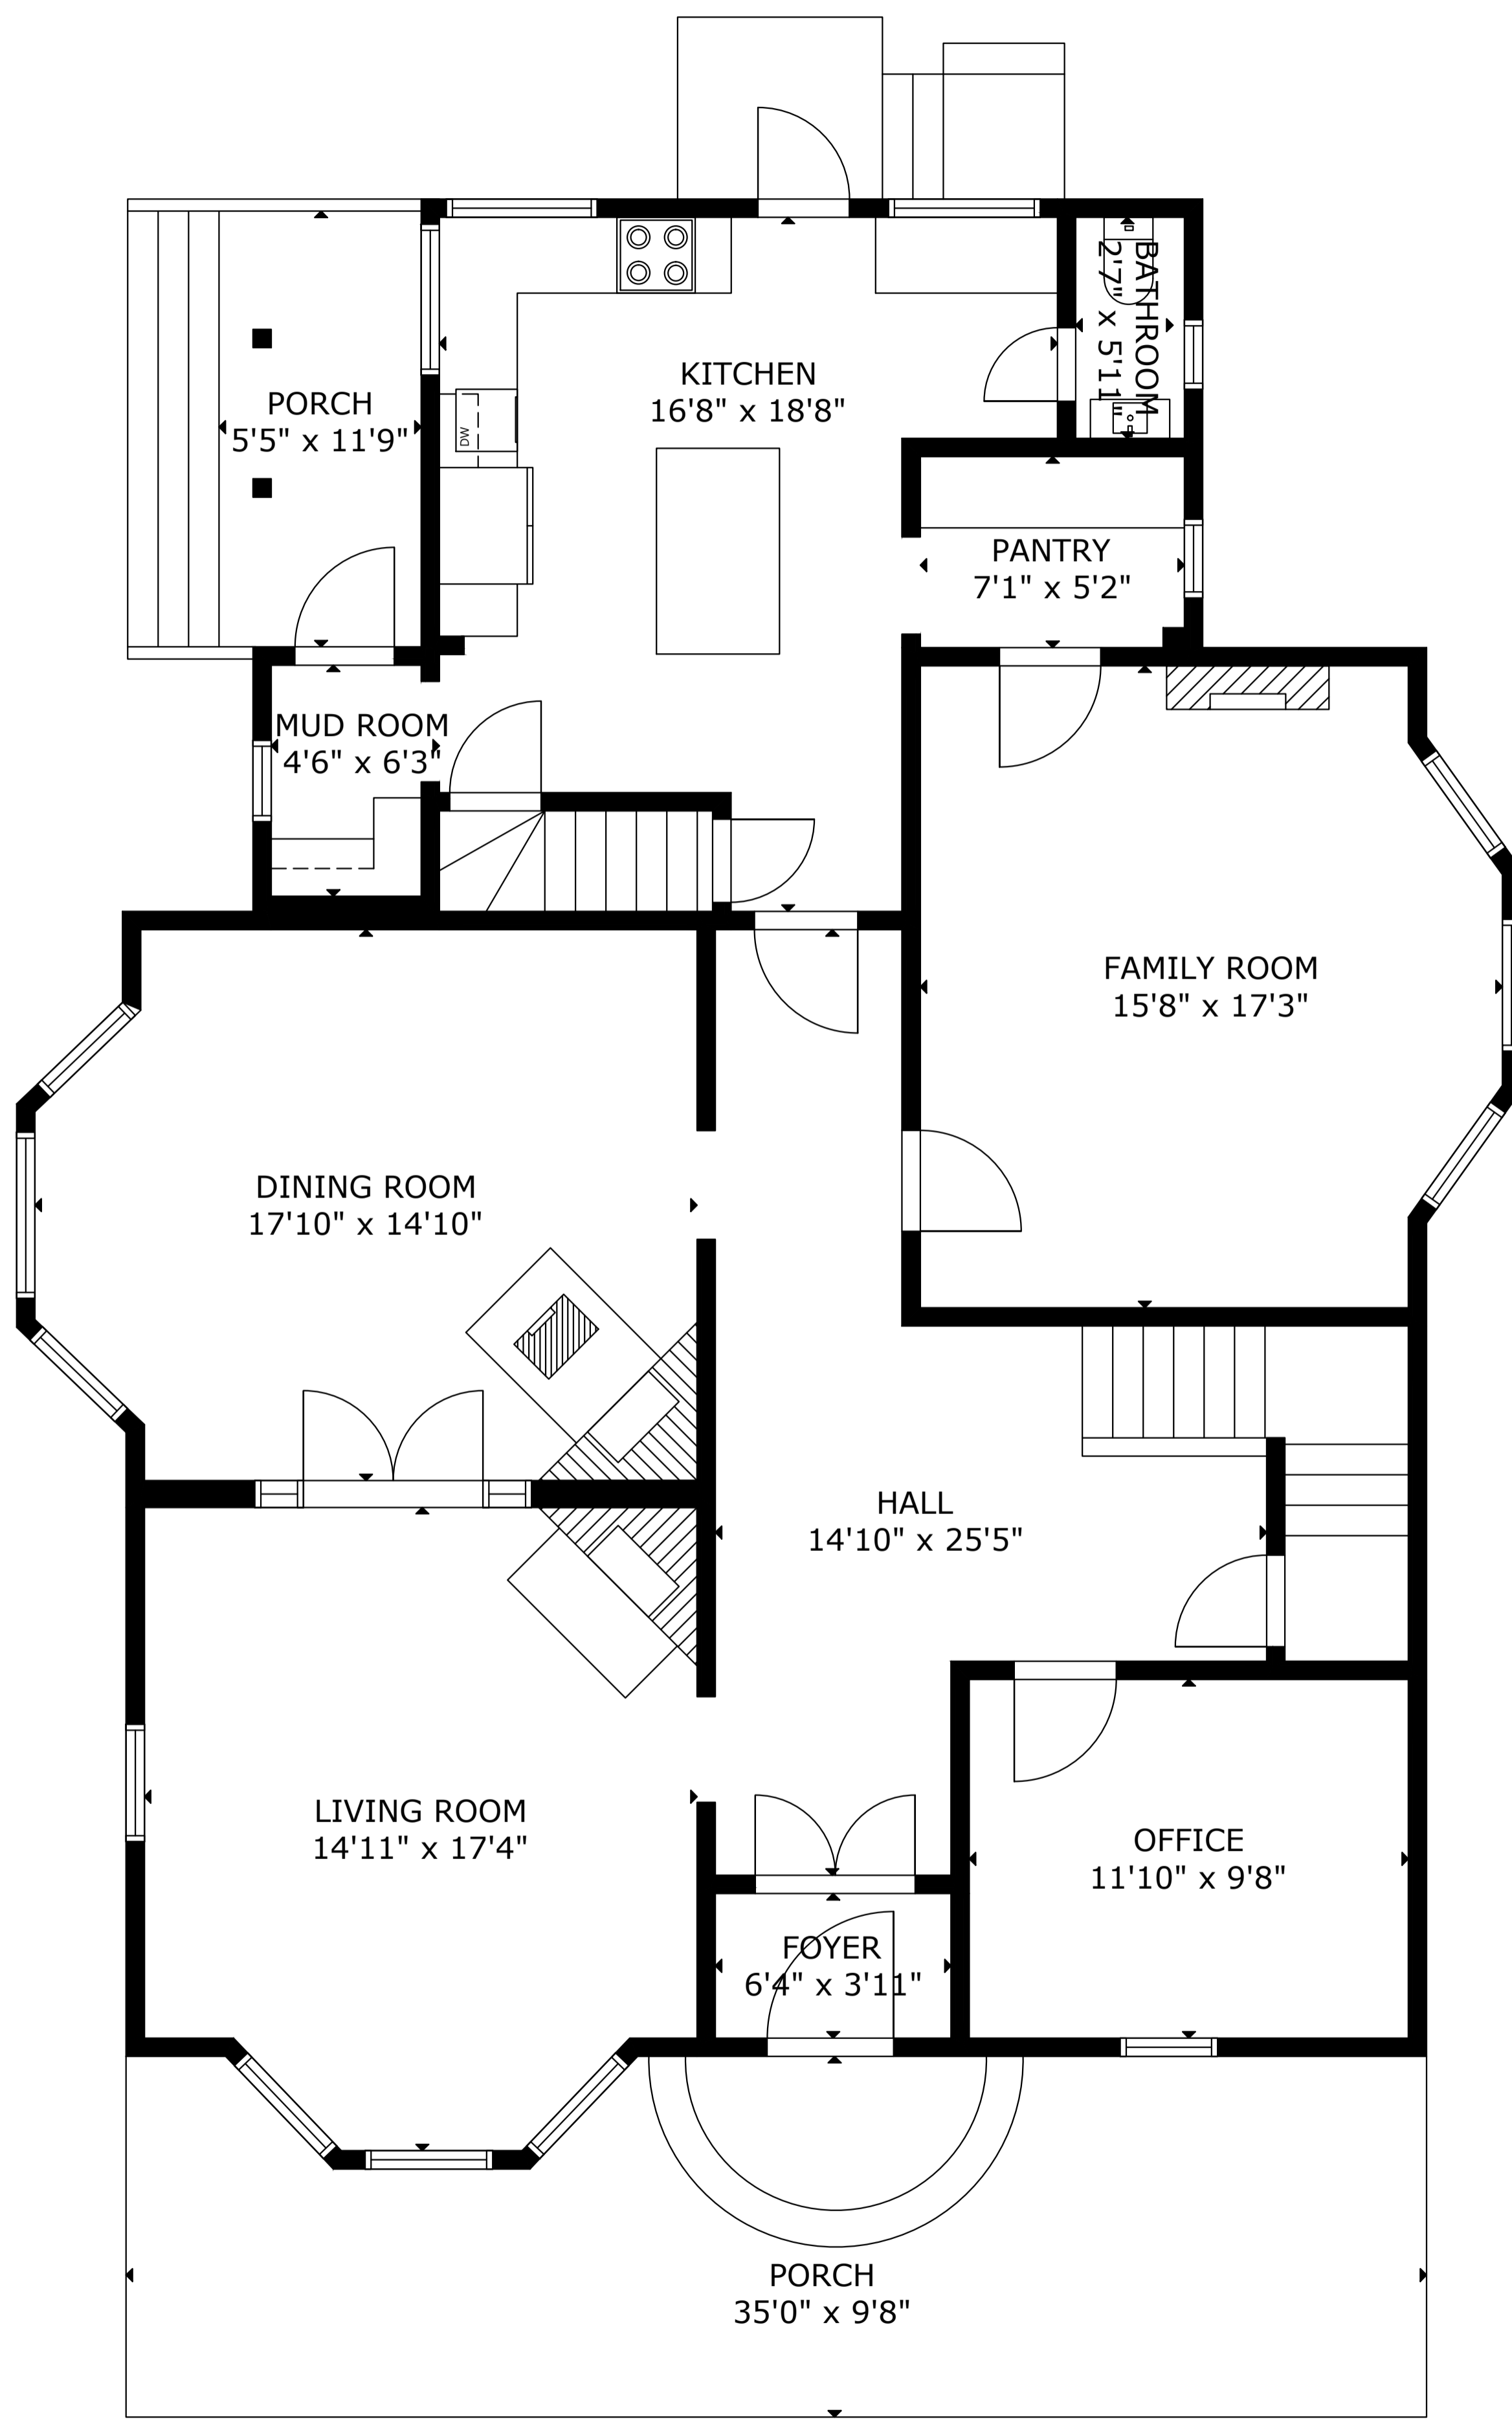 BATHROOM
2'7" x 5'11"
KITCHEN
16'8" x 18'8"
PORCH
5'5" x 11'9"
DW
PANTRY
7'1" x 5'2"
MUD ROOM
4'6" x 6'3"
FAMILY ROOM
15'8" x 17'3"
DINING ROOM
17'10" x 14'10"
HALL
14'10" x 25'5"
LIVING ROOM
14'11" x 17'4"
OFFICE
11'10" x 9'8"
FOYER
6'4" x 3'11"
PORCH
35'0" x 9'8"